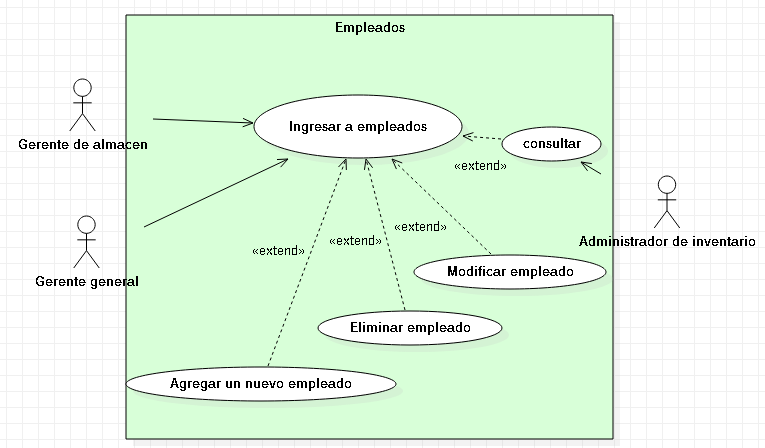 Empleados
Ingresar a empleados
consultar
Gerente de almacen
«extend»
Administrador de inventario
«extend»
«extend»
«extend»
Gerente general
Modificar empleado
Eliminar empleado
Agregar un nuevo empleado